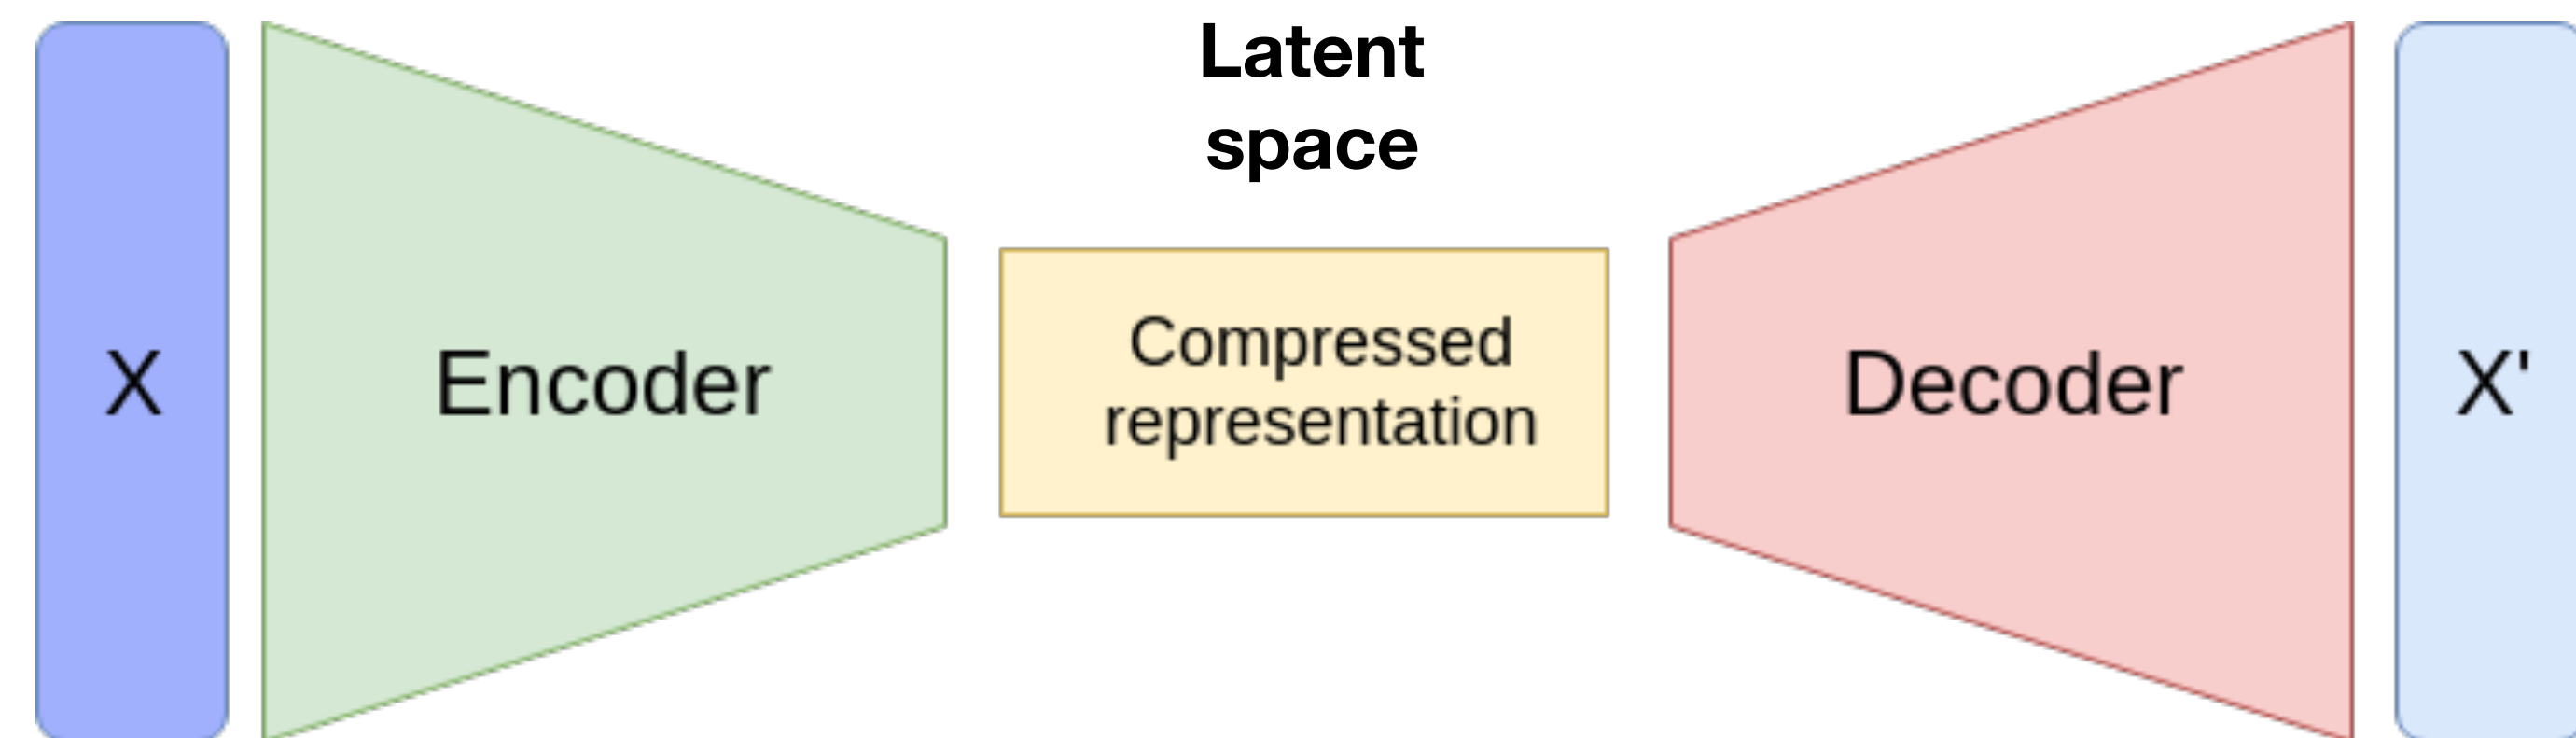 Latent
space
X
Encoder
Compressed
representation
Decoder
X'